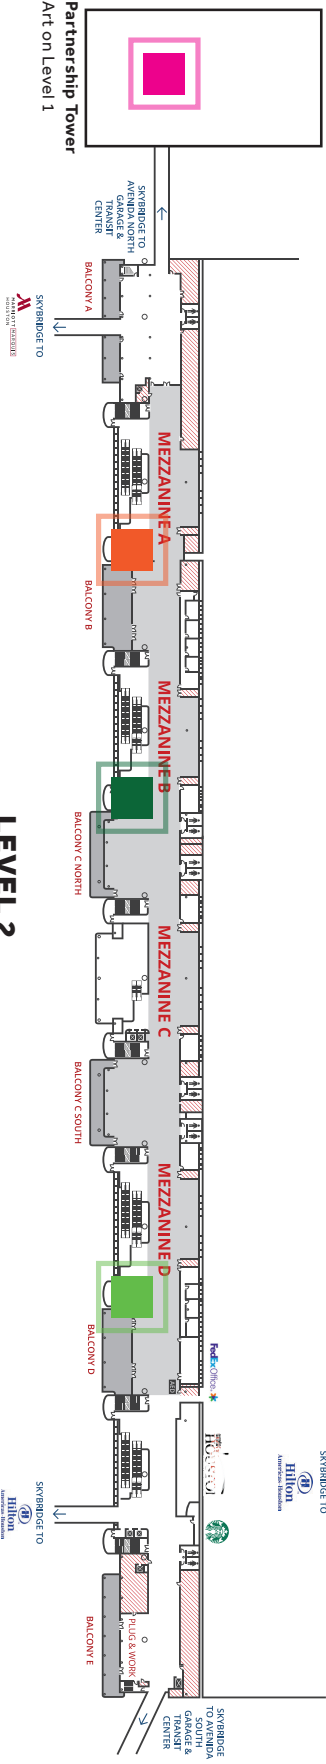 Partnership Tower
Art on Level 1
SKYBRIDGE TO
AVENIDA NORTH
GARAGE &
TRANSIT
CENTER
BALCONY A
SKYBRIDGE TO
MARRIOTT MARQUIS
HOUSTON
MEZZANINE A
BALCONY B
MEZZANINE B
BALCONY C NORTH
LEVEL 2
MEZZANINE C
BALCONY C SOUTH
MEZZANINE D
BALCONY D
FedExOffice
HOUSTON
SKYBRIDGE TO
Hilton
Americas-Houston
SKYBRIDGE TO
Hilton
Americas-Houston
PLUG & WORK
BALCONY E
SKYBRIDGE
TO AVENIDA
SOUTH
GARAGE &
TRANSIT
CENTER